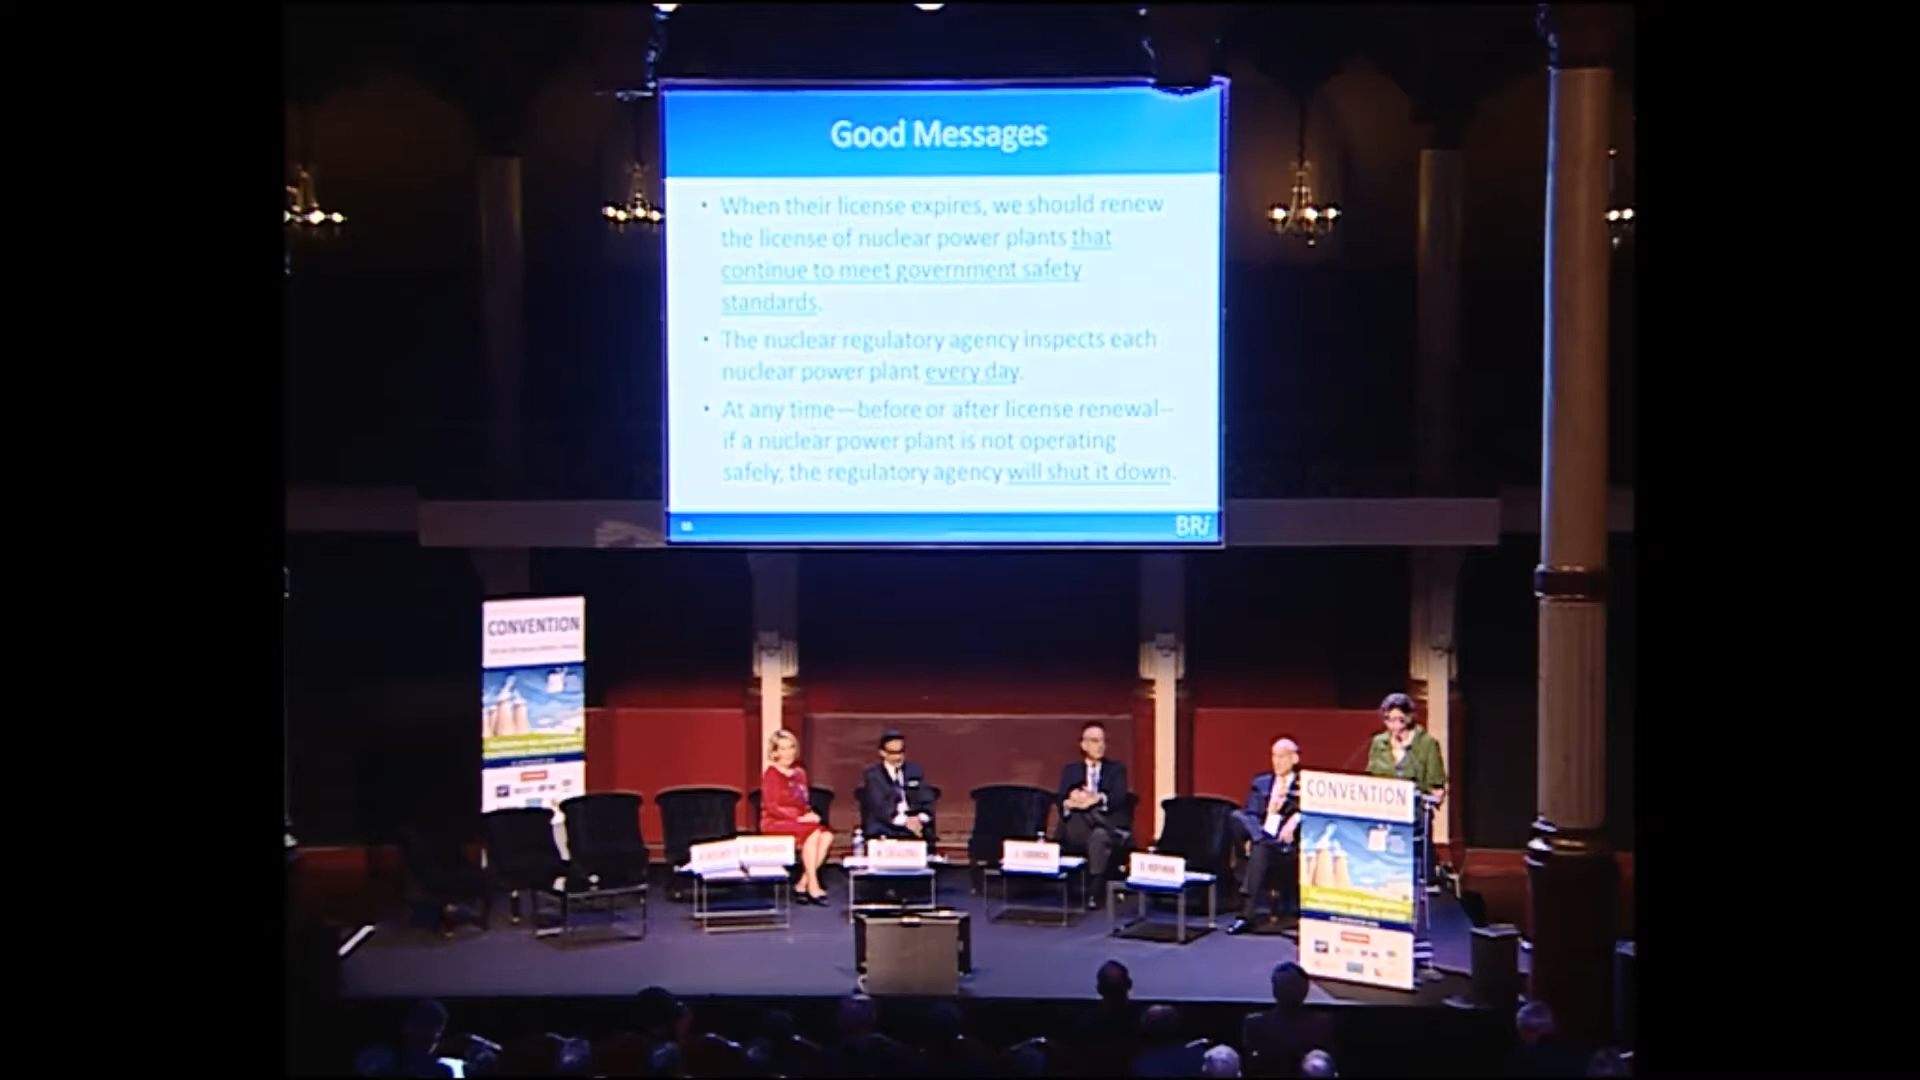 Good Messages
• When their license expires, we should renew
the license of nuclear power plants that
continue to meet government safety
standards.
• The nuclear regulatory agency inspects each
nuclear power plant every day.
• At any time—before or after license renewal—
if a nuclear power plant is not operating
safely, the regulatory agency will shut it down.
BRi
CONVENTION
CONVENTION